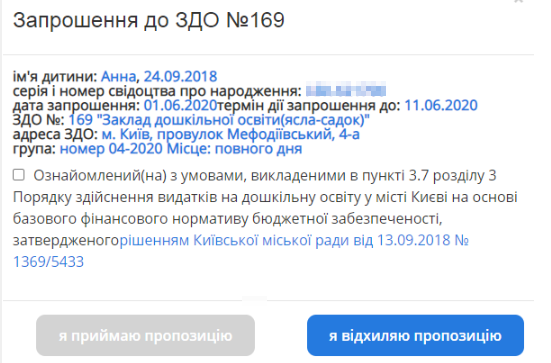 Запрошення до ЗДО №169
ім'я дитини: Анна, 24.09.2018
серія і номер свідоцтва про народження:
дата запрошення: 01.06.2020термін дії запрошення до: 11.06.2020
ЗДО №: 169 "Заклад дошкільної освіти(ясла-садок)"
адреса ЗДО: м. Київ, провулок Мефодіївський, 4-а
група: номер 04-2020 Місце: повного дня
Ознайомлений(на) з умовами, викладеними в пункті 3.7 розділу 3
Порядку здійснення видатків на дошкільну освіту у місті Києві на основі
базового фінансового нормативу бюджетної забезпеченості,
затвердженогорішенням Київської міської ради від 13.09.2018 №
1369/5433
я приймаю пропозицію
я відхиляю пропозицію